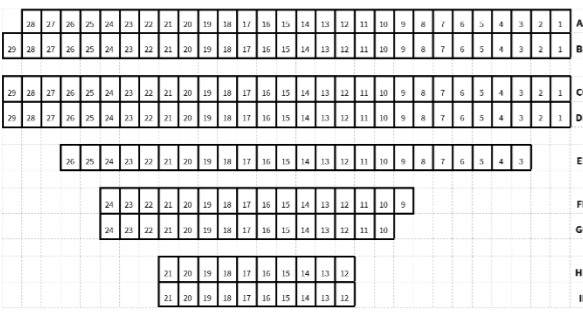 28 27 26 25 24 23 22 21 20 19 18 17 16 15 14 13 12 11 10 9 8 7 6 5 4 3 2 1 A
29 28 27 26 25 24 23 22 21 20 19 18 17 16 15 14 13 12 11 10 9 8 7 6 5 4 3 2 1 B
29 28 27 26 25 24 23 22 21 20 19 18 17 16 15 14 13 12 11 10 9 8 7 6 5 4 3 2 1 C
29 28 27 26 25 24 23 22 21 20 19 18 17 16 15 14 13 12 11 10 9 8 7 6 5 4 3 2 1 D
26 25 24 23 22 21 20 19 18 17 16 15 14 13 12 11 10 9 8 7 6 5 4 3 E
24 23 22 21 20 19 18 17 16 15 14 13 12 11 10 9 F
24 23 22 21 20 19 18 17 16 15 14 13 12 11 10 G
21 20 19 18 17 16 15 14 13 12 H
21 20 19 18 17 16 15 14 13 12 I